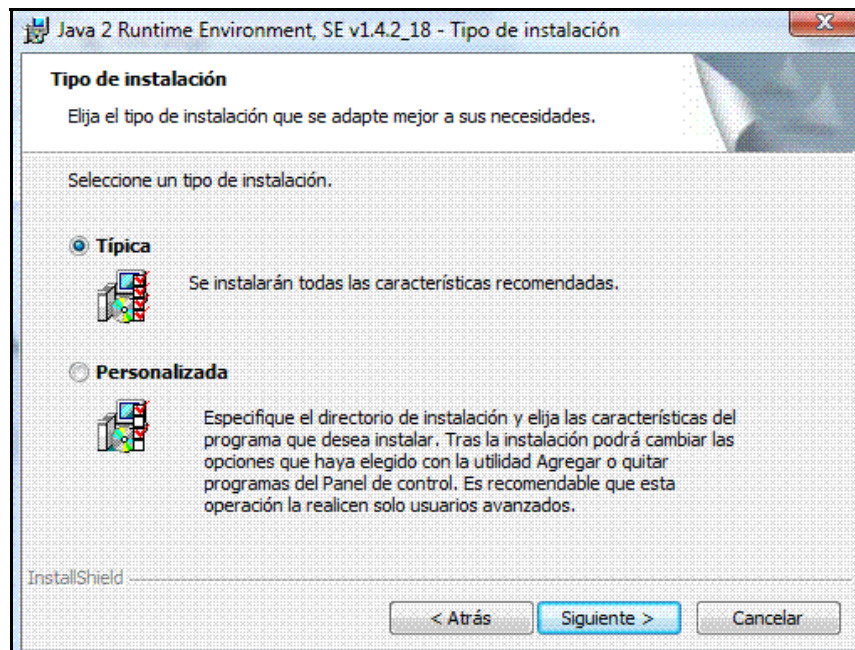 Java 2 Runtime Environment, SE v1.4.2_18 - Tipo de instalación
Tipo de instalación
Elija el tipo de instalación que se adapte mejor a sus necesidades.
Seleccione un tipo de instalación.
Típica
Se instalarán todas las características recomendadas.
Personalizada
Especifique el directorio de instalación y elija las características del
programa que desea instalar. Tras la instalación podrá cambiar las
opciones que haya elegido con la utilidad Agregar o quitar
programas del Panel de control. Es recomendable que esta
operación la realicen solo usuarios avanzados.
InstallShield
< Atrás Siguiente > Cancelar